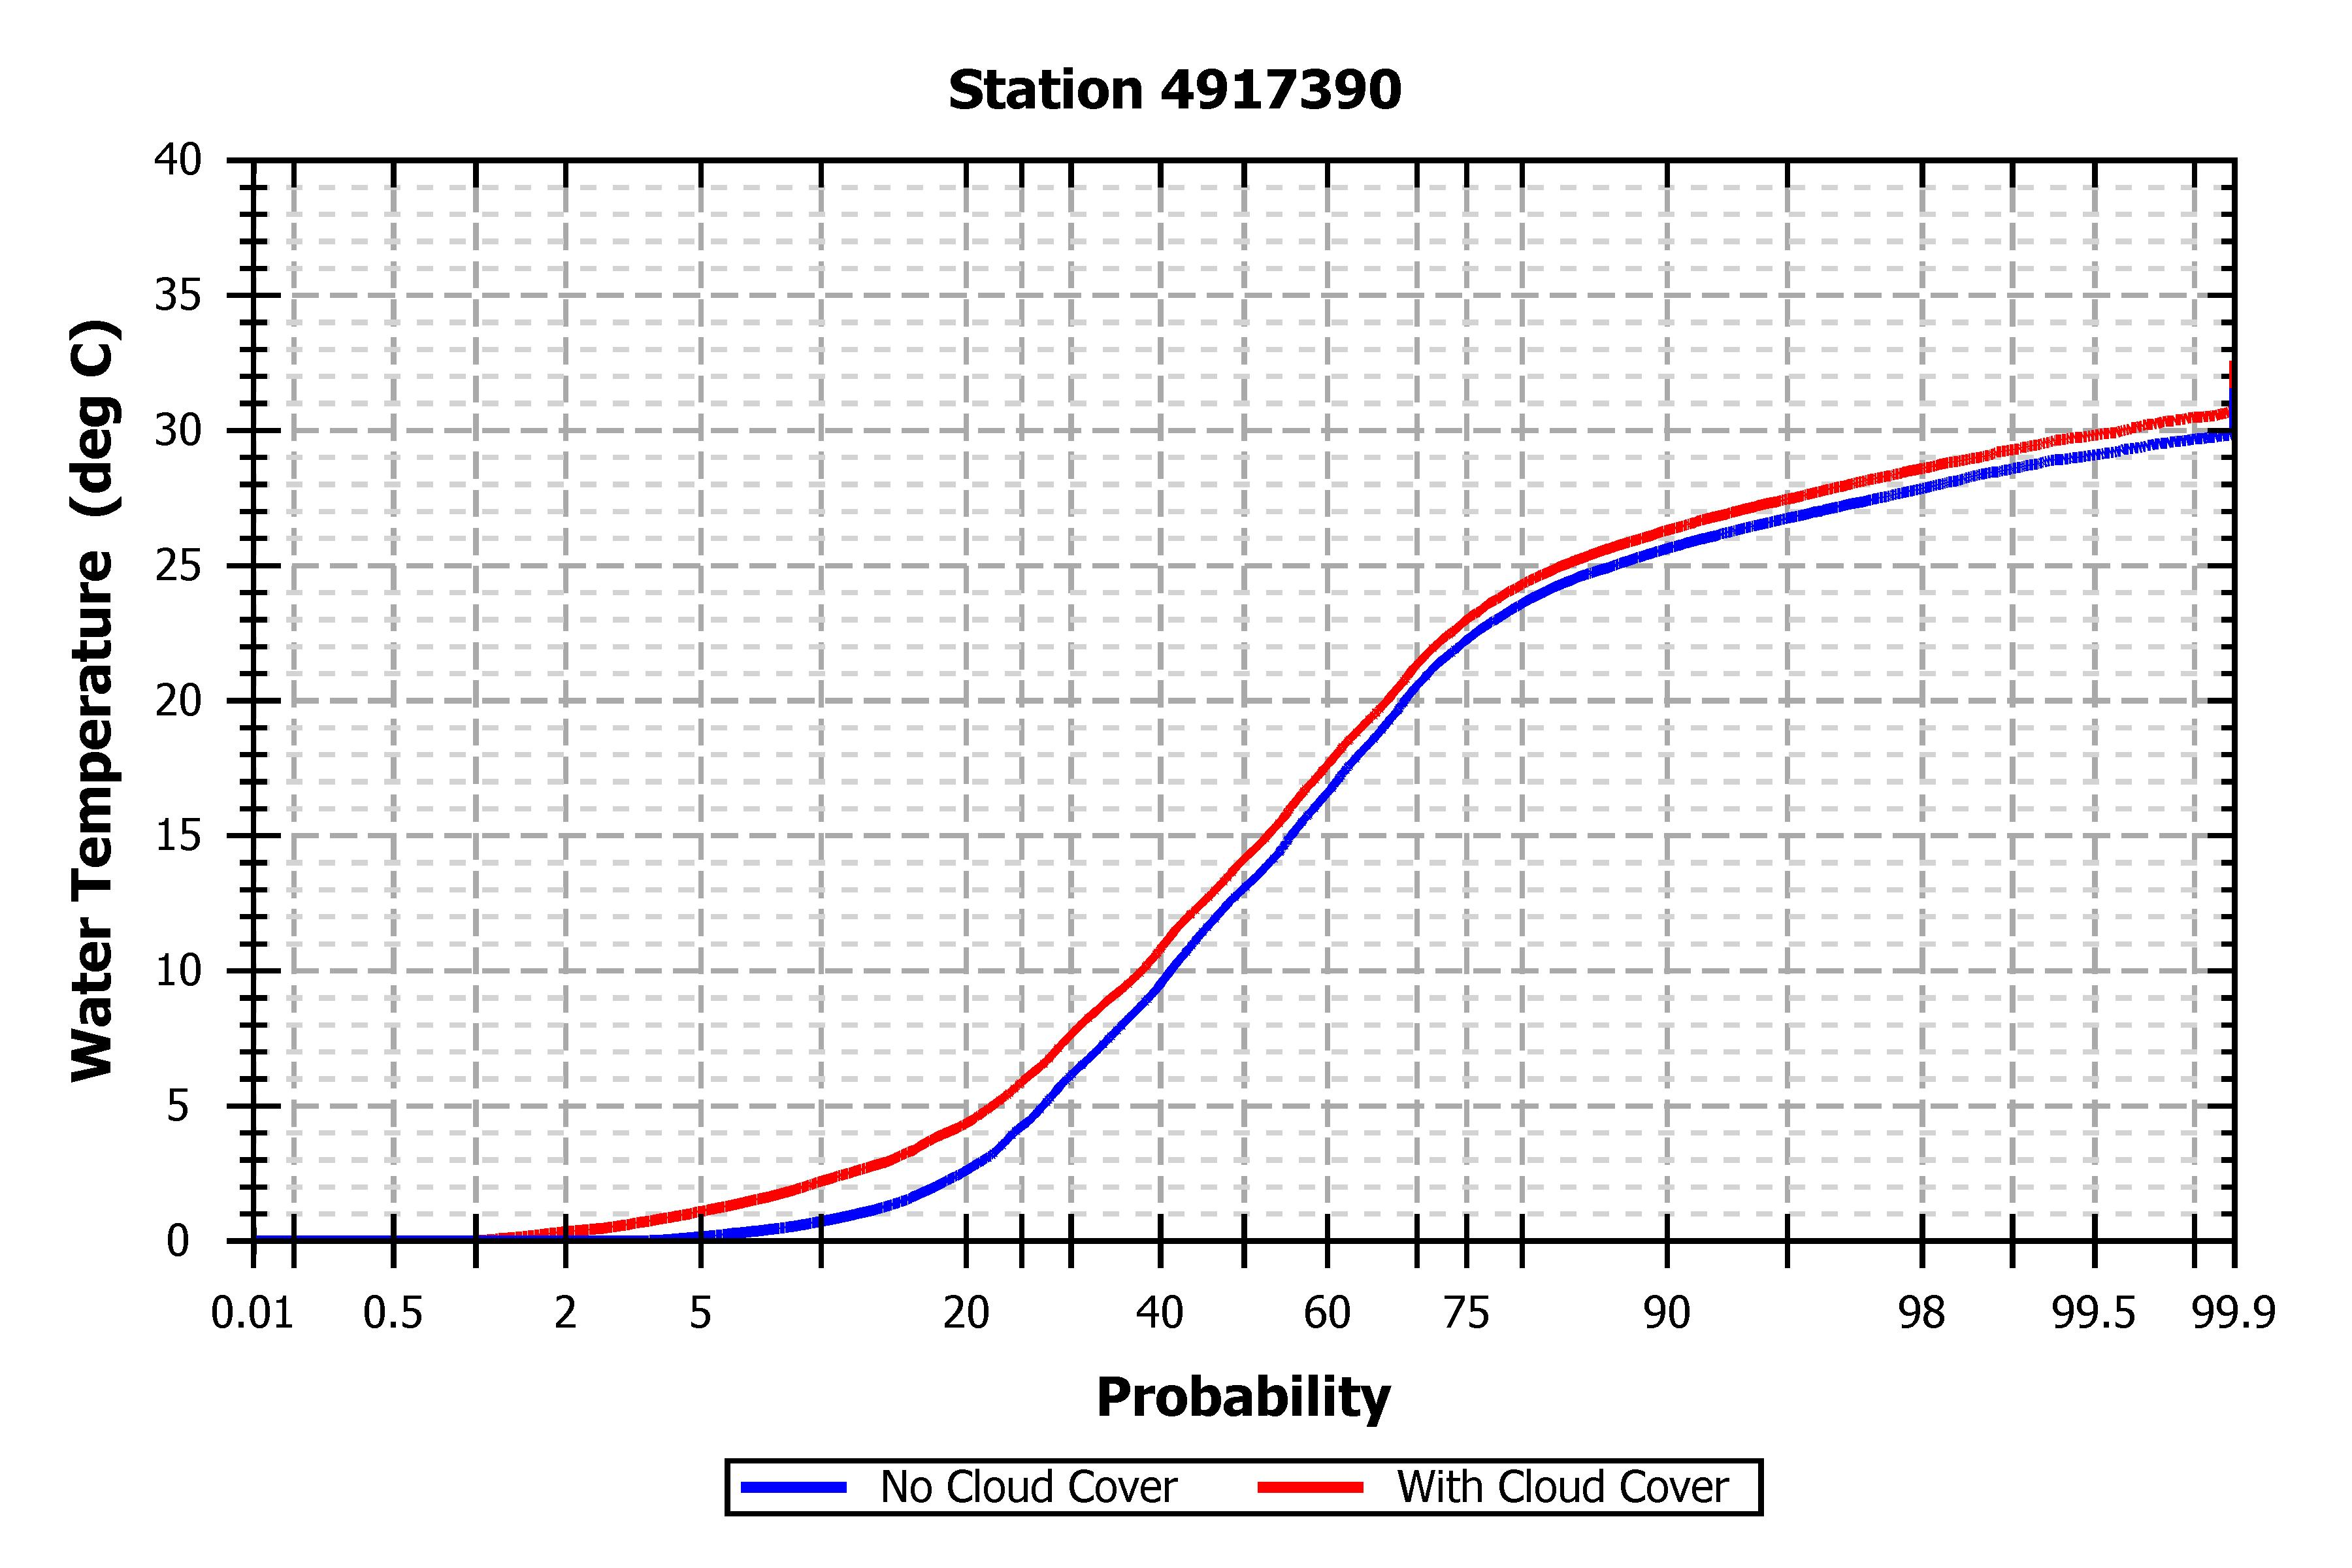 Station 4917390
40
35
30
25
20
15
10
5
0
Water Temperature (deg C)
0.01 0.5 2 5 20 40 60 75 90 98 99.5 99.9
Probability
No Cloud Cover With Cloud Cover